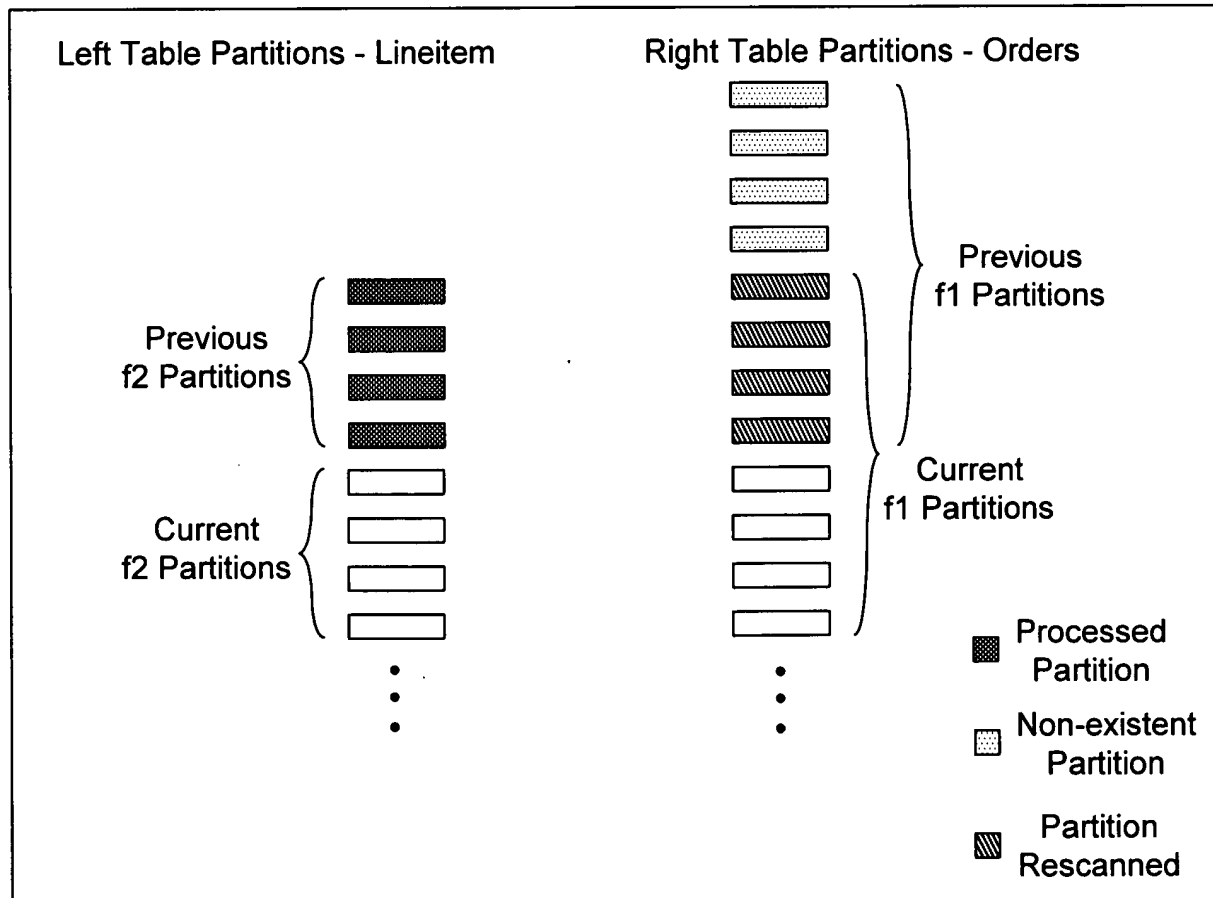 Left Table Partitions - Lineitem
Right Table Partitions - Orders
Previous
f2 Partitions
Current
f2 Partitions
Previous
f1 Partitions
Current
f1 Partitions
Processed
Partition
Non-existent
Partition
Partition
Rescanned